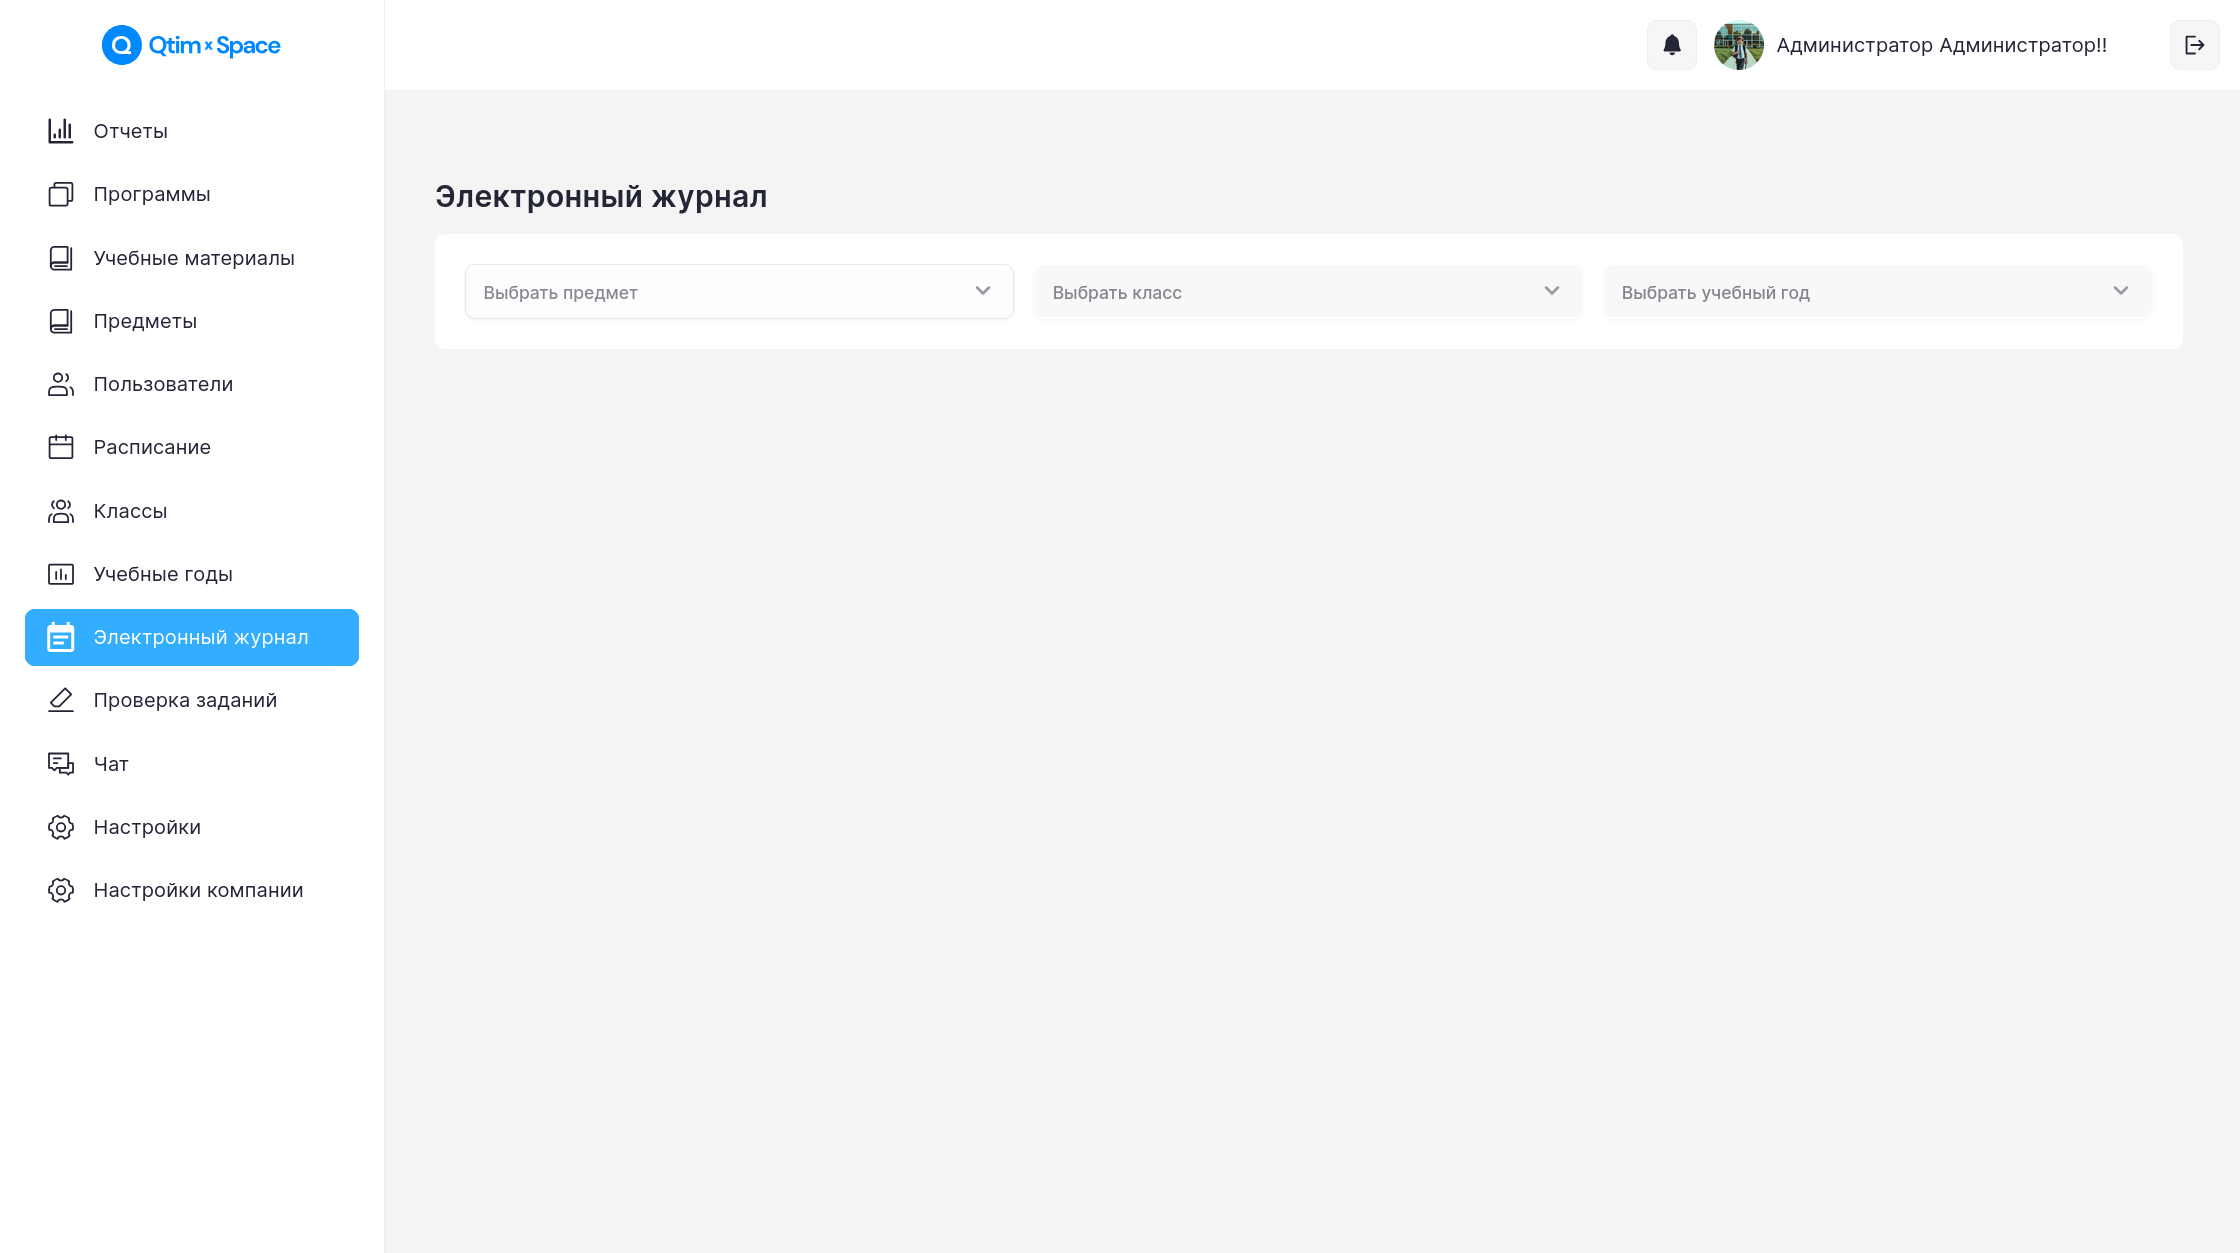 Qtim x Space
Администратор Администратор!!
Отчеты
Программы
Учебные материалы
Предметы
Пользователи
Расписание
Классы
Учебные годы
Электронный журнал
Проверка заданий
Чат
Настройки
Настройки компании
Электронный журнал
Выбрать предмет
Выбрать класс
Выбрать учебный год